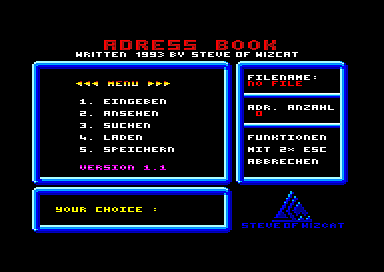 ADRESS BOOK
WRITTEN 1993 BY STEVE OF WIZCAT
◄◄◄ MENU ►►►
1. EINGEBEN
2. ANSEHEN
3. SUCHEN
4. LADEN
5. SPEICHERN
VERSION 1.1
YOUR CHOICE :
FILENAME:
NO FILE
ADR. ANZAHL
0
FUNKTIONEN
MIT 2* ESC
ABBRECHEN
STEVE OF WIZCAT